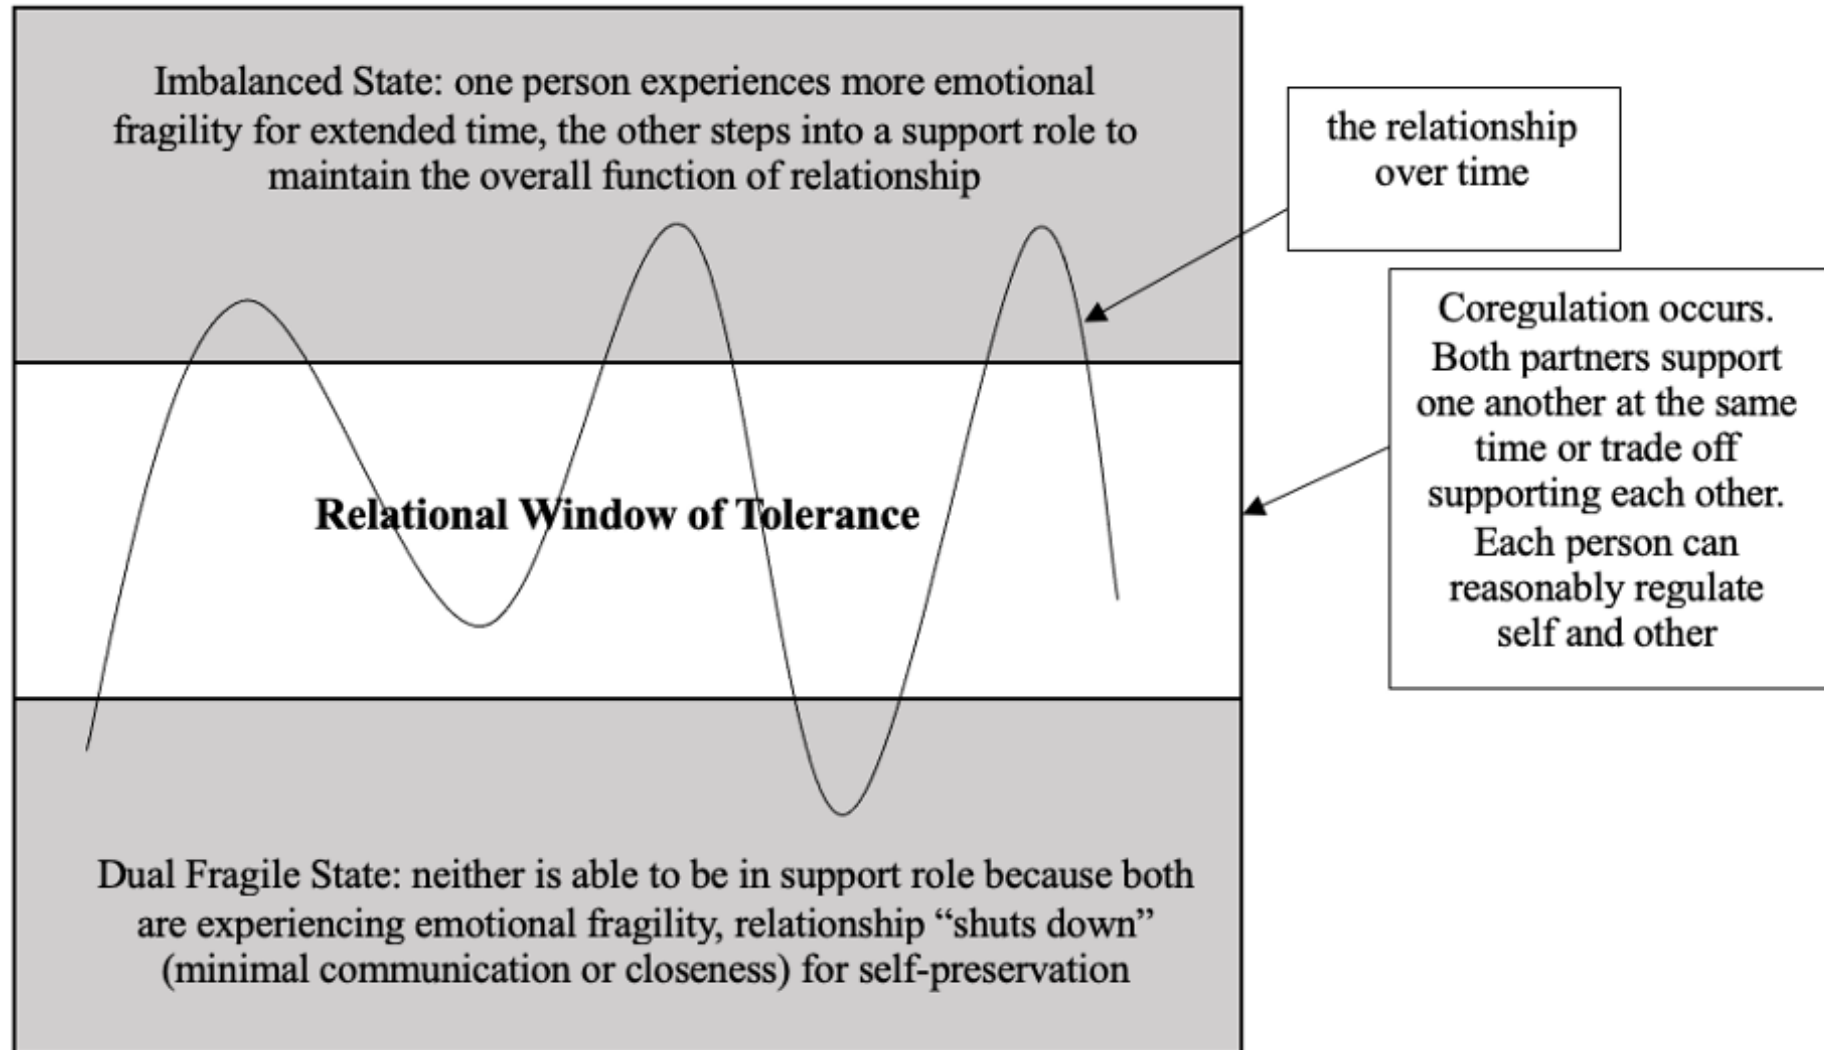 Imbalanced State: one person experiences more emotional
fragility for extended time, the other steps into a support role to
maintain the overall function of relationship
the relationship
over time
Coregulation occurs.
Both partners support
one another at the same
time or trade off
supporting each other.
Each person can
reasonably regulate
self and other
Relational Window of Tolerance
Dual Fragile State: neither is able to be in support role because both
are experiencing emotional fragility, relationship “shuts down”
(minimal communication or closeness) for self-preservation